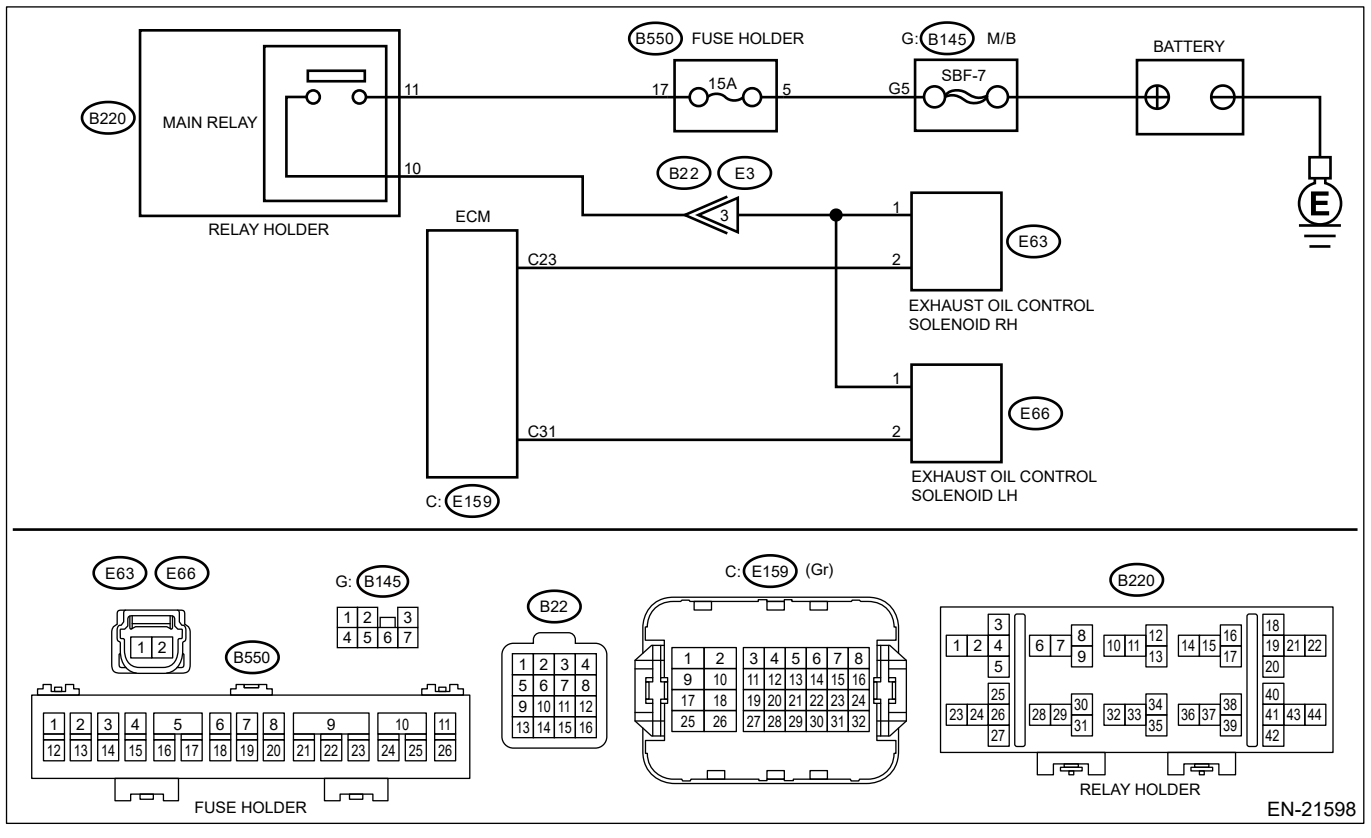 B550 FUSE HOLDER
G: B145 M/B
BATTERY
SBF-7
15A
11
17
5
G5
B220
MAIN RELAY
10
B22 E3
RELAY HOLDER
ECM
3
1
E
C23
2
E63
EXHAUST OIL CONTROL
SOLENOID RH
1
E66
C31
2
EXHAUST OIL CONTROL
SOLENOID LH
C: E159
E63 E66
G: B145
B22
C: E159 (Gr)
B220
1 2
B550
1 2 3
4 5 6 7
1 2 3 4
5 6 7 8
9 10 11 12
13 14 15 16
1 2 3 4 5 6 7 8
9 10 11 12 13 14 15 16
17 18 19 20 21 22 23 24
25 26 27 28 29 30 31 32
3 8 12 16 18
1 2 4 6 7 10 11 14 15 19 21 22
5 9 13 17 20
25 30 34 38 40
23 24 26 28 29 32 33 36 37 41 43 44
27 31 35 39 42
1 2 3 4 5 6 7 8 9 10 11
12 13 14 15 16 17 18 19 20 21 22 23 24 25 26
FUSE HOLDER
RELAY HOLDER
EN-21598